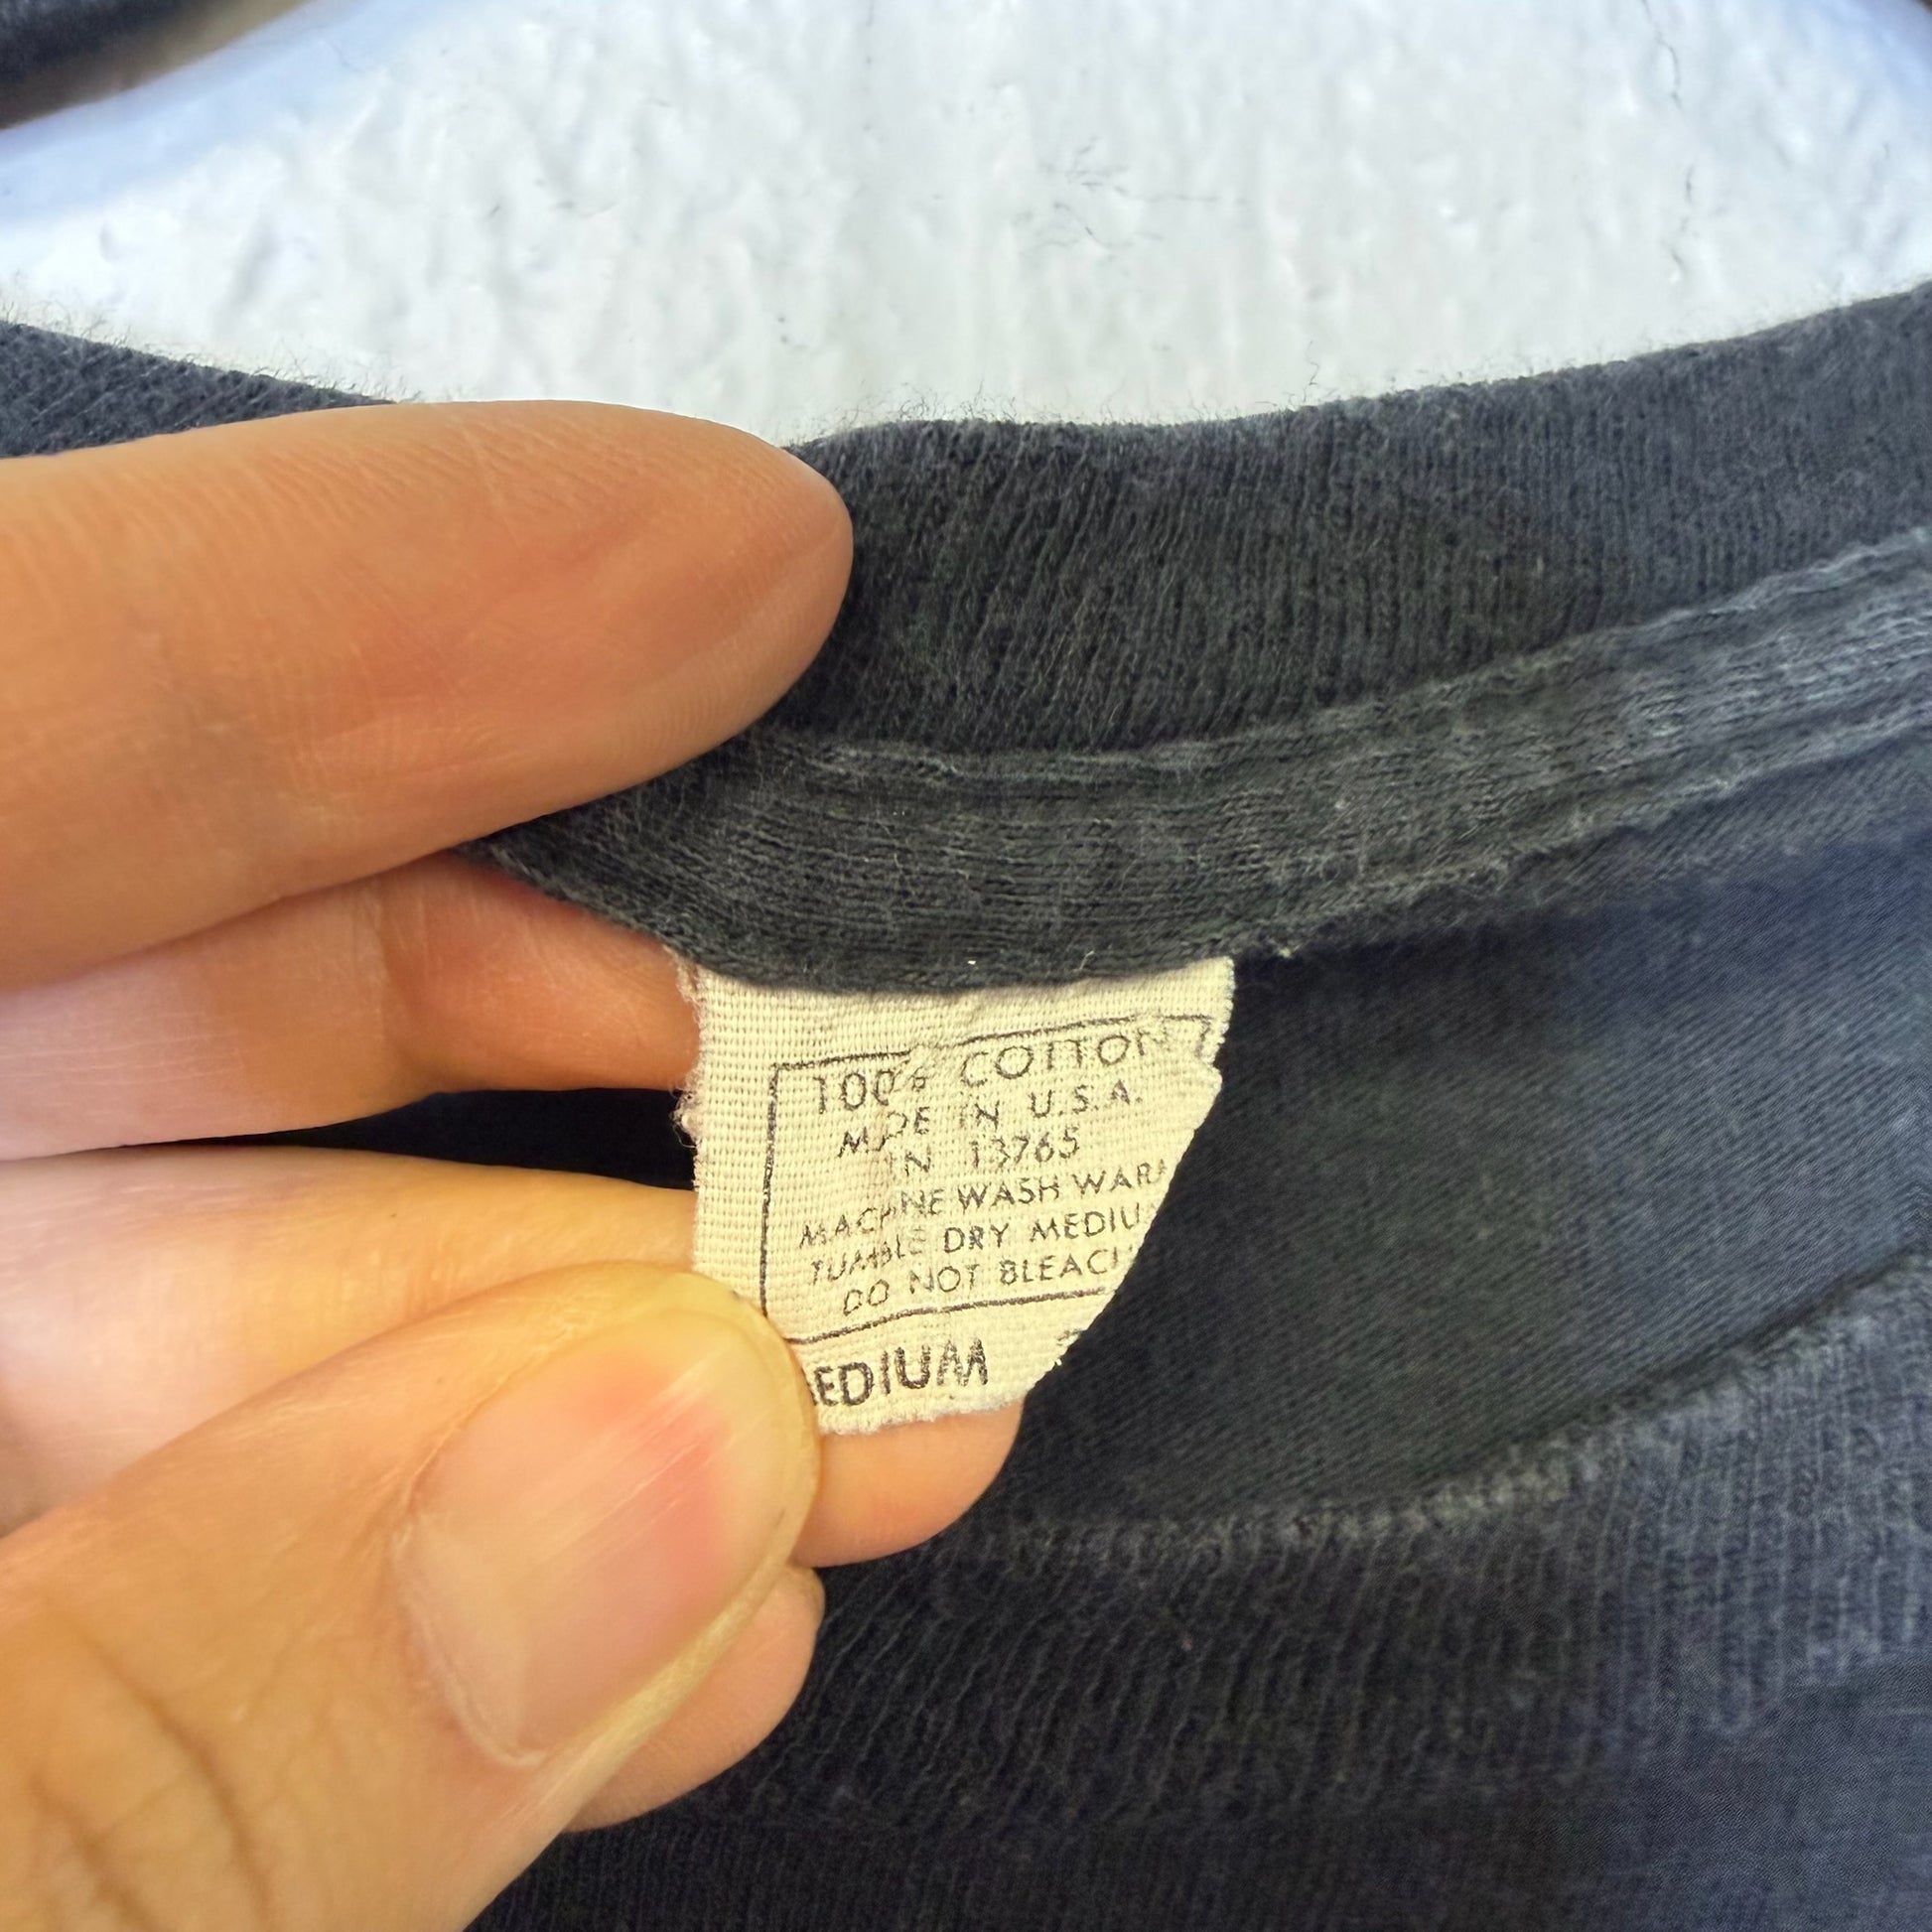 100% COTTON
MADE IN U.S.A.
RN 13765
MACHINE WASH WARM
TUMBLE DRY MEDIUM
DO NOT BLEACH
MEDIUM